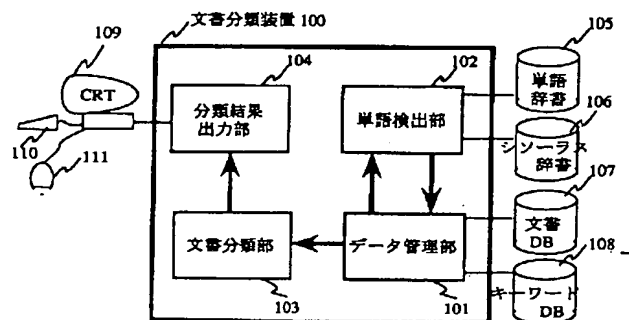 文書分類装置 100
109
CRT
110
111
104
分類結果
出力部
102
単語検出部
文書分類部
103
データ管理部
101
105
単語
辞書
106
シソーラス
辞書
107
文書
DB
108
キーワード
DB